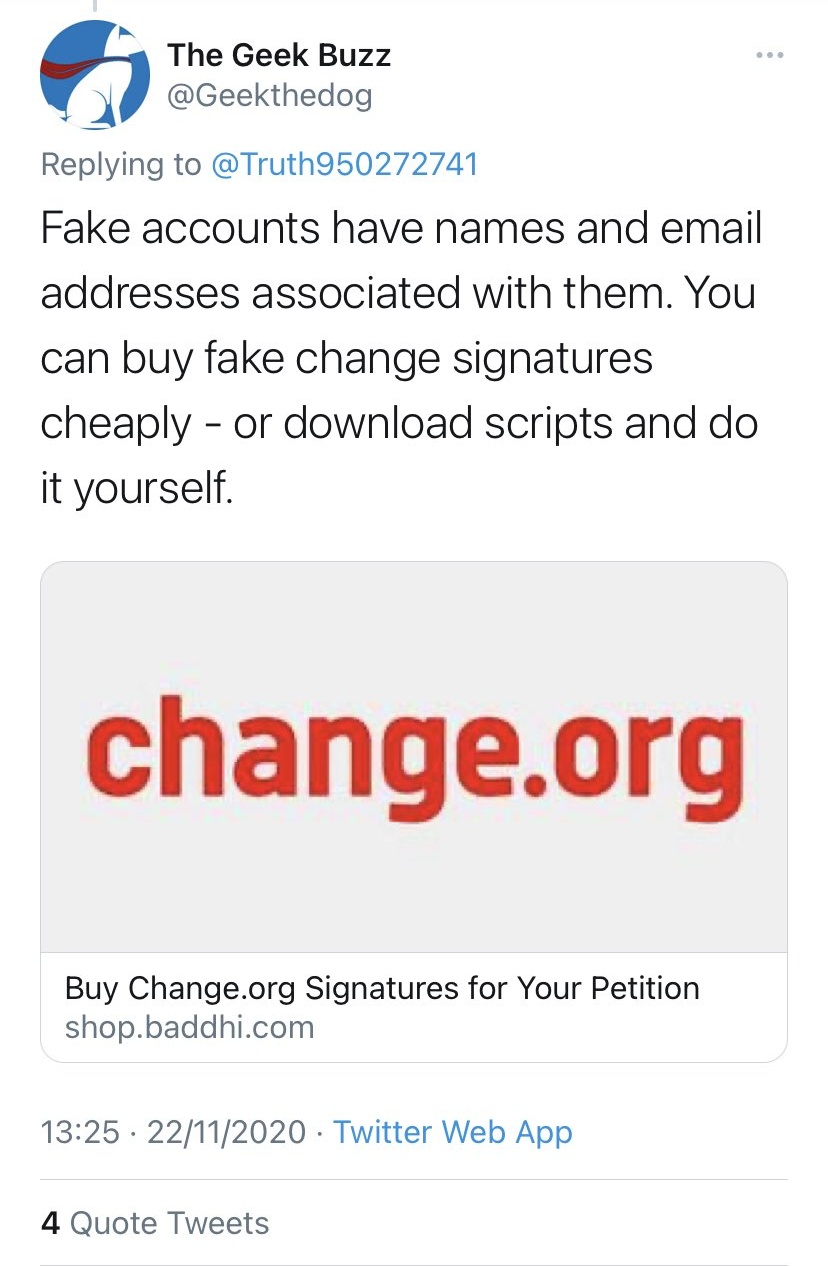 The Geek Buzz
@Geekthedog
Replying to @Truth950272741
Fake accounts have names and email
addresses associated with them. You
can buy fake change signatures
cheaply - or download scripts and do
it yourself.
change.org
Buy Change.org Signatures for Your Petition
shop.baddhi.com
13:25 · 22/11/2020 · Twitter Web App
4 Quote Tweets